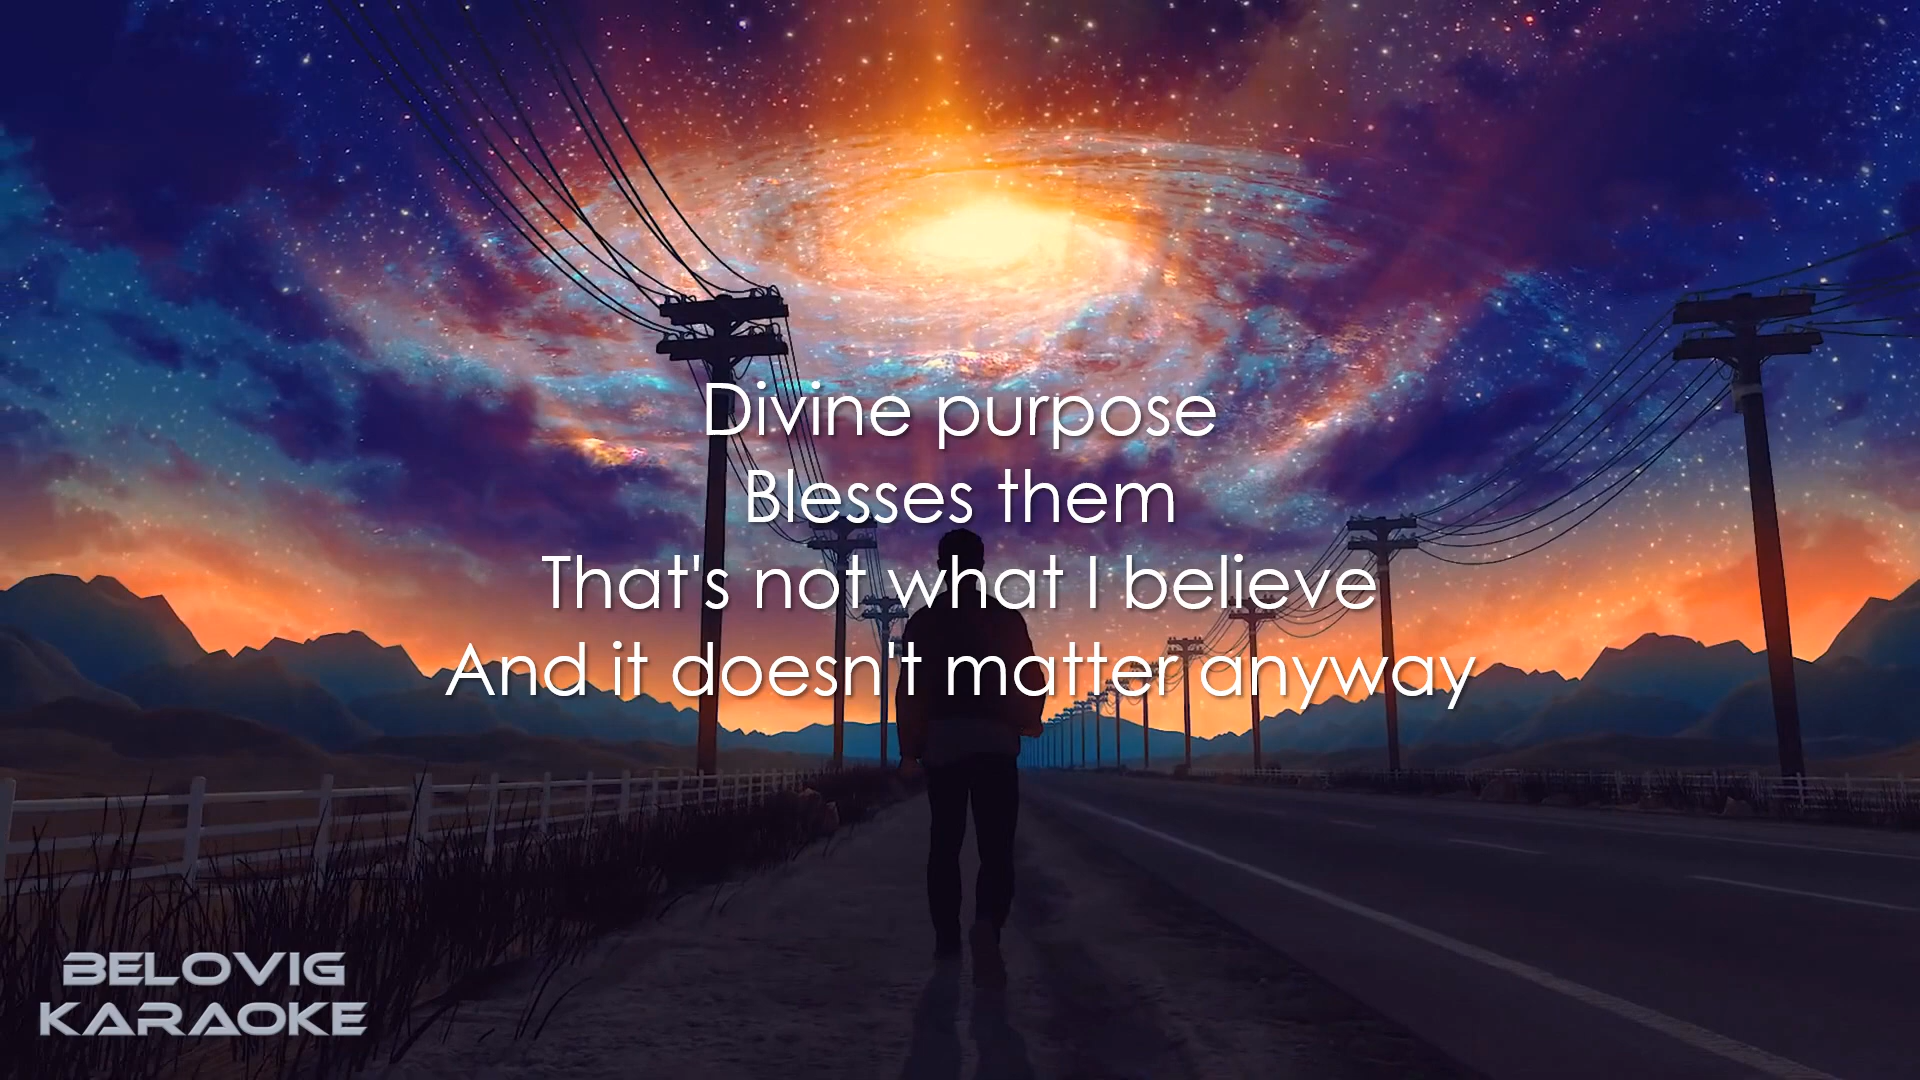 Divine purpose
Blesses them
That's not what I believe
And it doesn't matter anyway
BELOVIG
KARAOKE